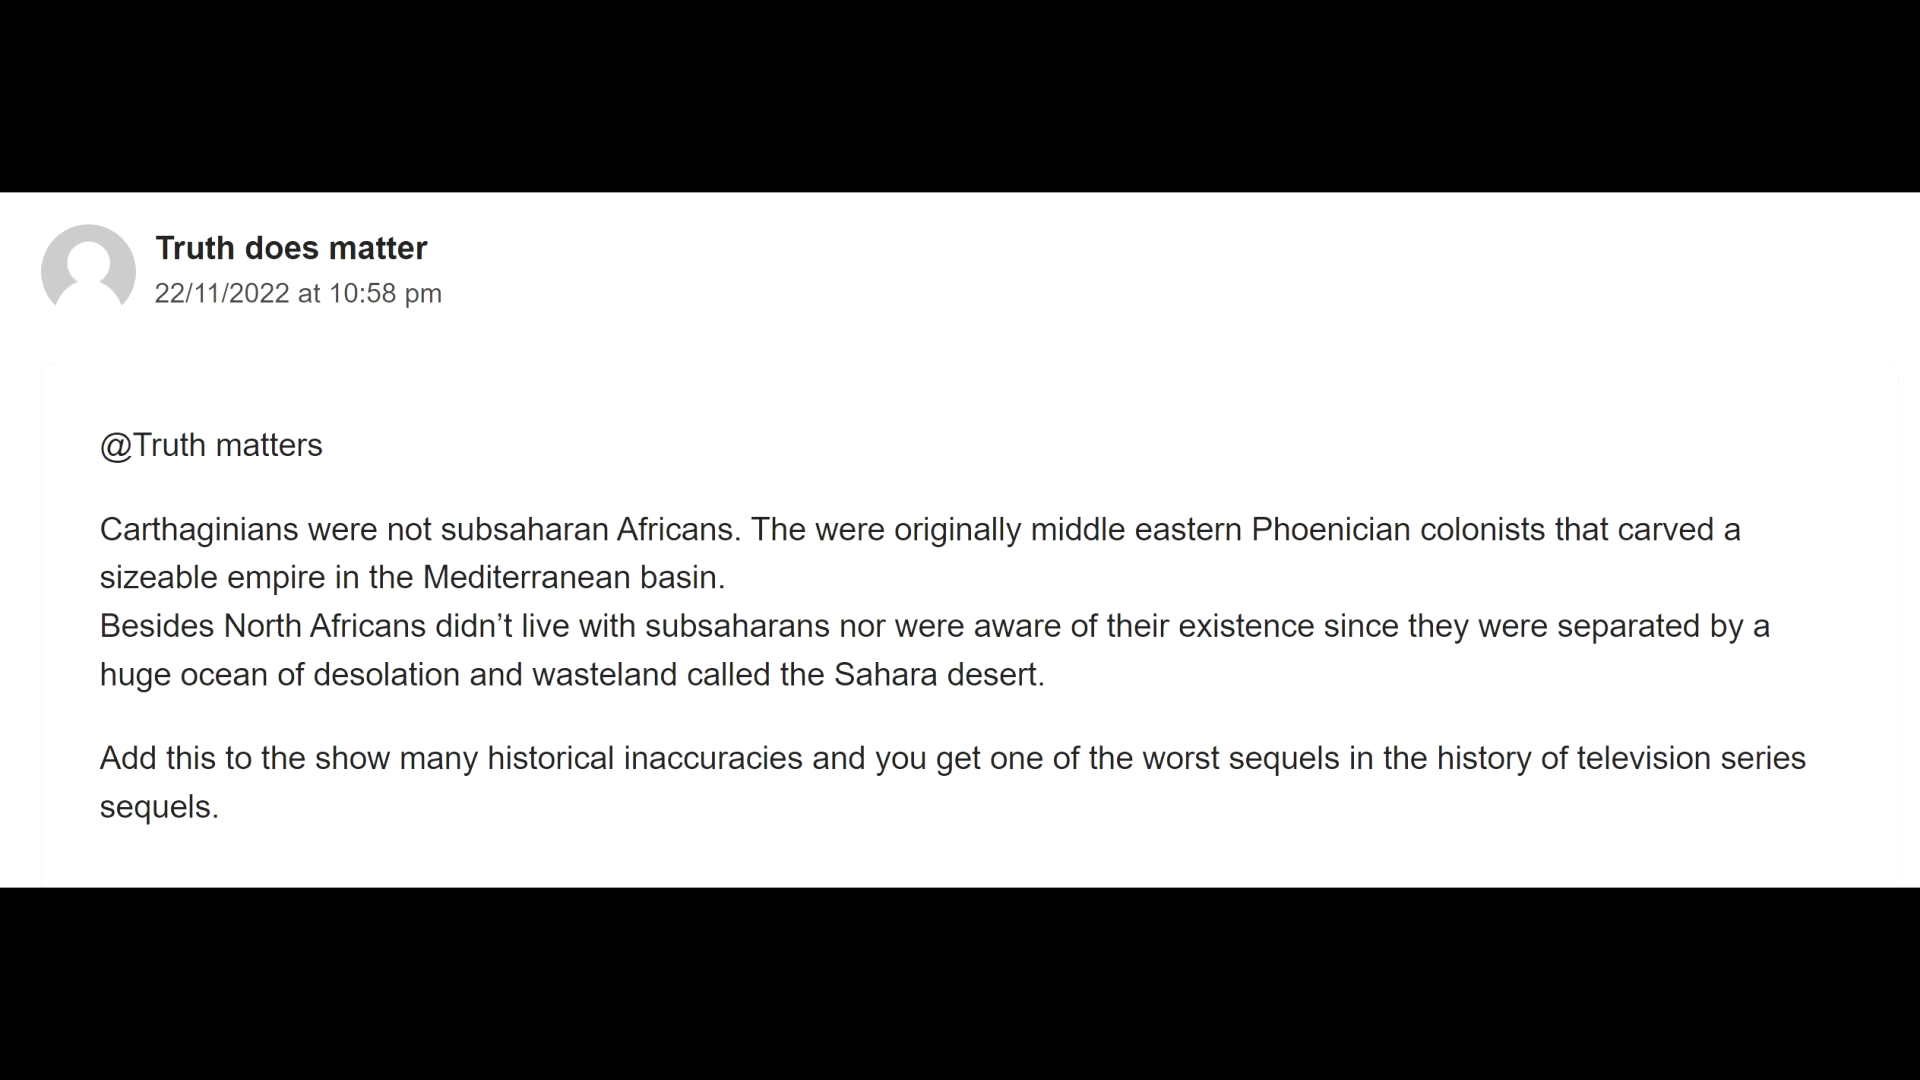 Truth does matter
22/11/2022 at 10:58 pm
@Truth matters
Carthaginians were not subsaharan Africans. The were originally middle eastern Phoenician colonists that carved a
sizeable empire in the Mediterranean basin.
Besides North Africans didn’t live with subsaharans nor were aware of their existence since they were separated by a
huge ocean of desolation and wasteland called the Sahara desert.
Add this to the show many historical inaccuracies and you get one of the worst sequels in the history of television series
sequels.